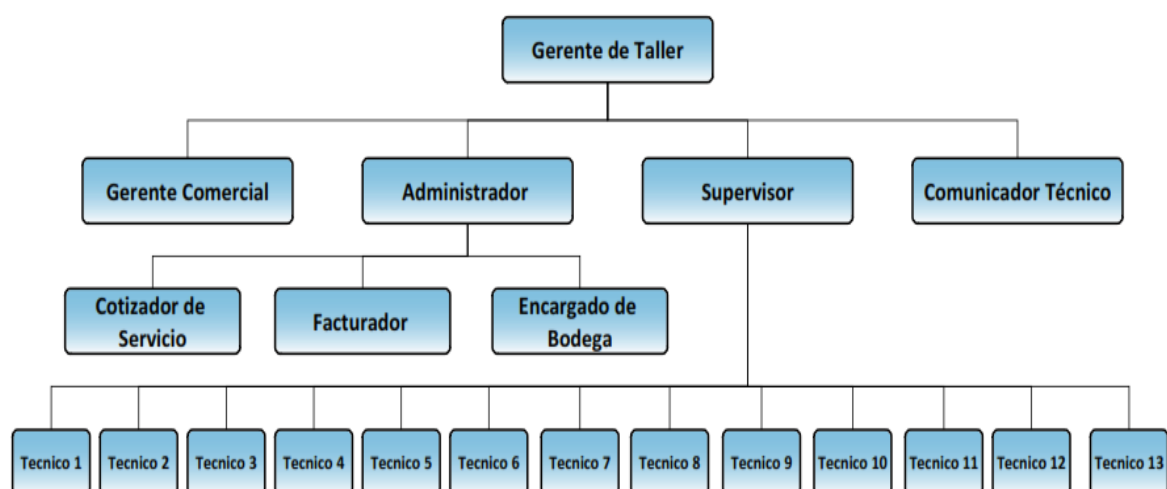 Gerente de Taller
Gerente Comercial
Administrador
Supervisor
Comunicador Técnico
Cotizador de
Servicio
Facturador
Encargado de
Bodega
Tecnico 1
Tecnico 2
Tecnico 3
Tecnico 4
Tecnico 5
Tecnico 6
Tecnico 7
Tecnico 8
Tecnico 9
Tecnico 10
Tecnico 11
Tecnico 12
Tecnico 13